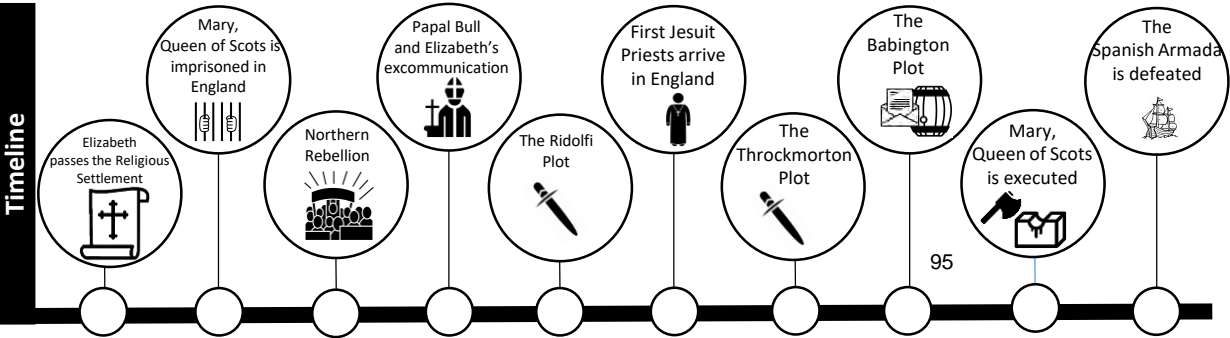 Timeline
Elizabeth
passes the Religious
Settlement
Mary,
Queen of Scots is
imprisoned in
England
Northern
Rebellion
Papal Bull
and Elizabeth’s
excommunication
The Ridolfi
Plot
First Jesuit
Priests arrive
in England
The
Throckmorton
Plot
The
Babington
Plot
95
Mary,
Queen of Scots
is executed
The
Spanish Armada
is defeated